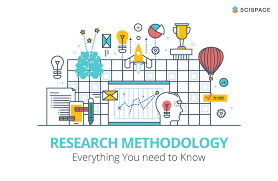 SCISPACE
RESEARCH METHODOLOGY
Everything You need to Know